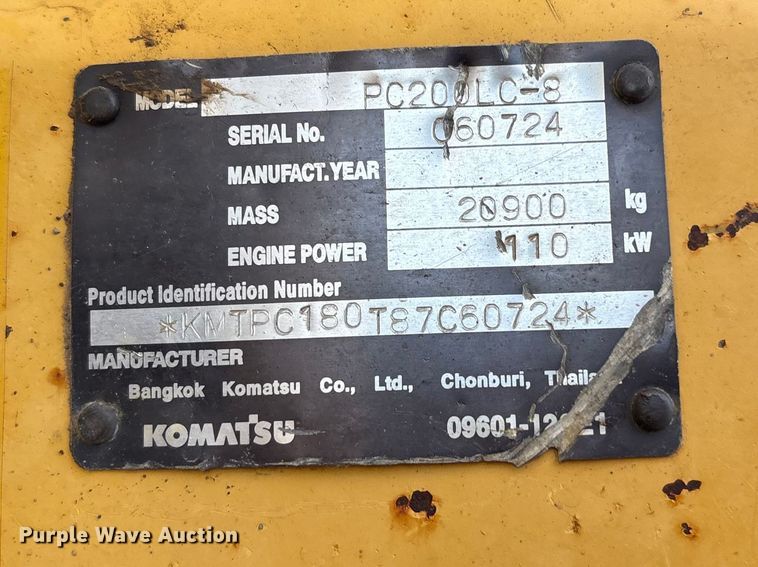 MODEL PC200LC-8
SERIAL No. C60724
MANUFACT.YEAR
MASS 20900 kg
ENGINE POWER 110 kW
Product Identification Number
*KMTPC180T87C60724*
MANUFACTURER
Bangkok Komatsu Co., Ltd., Chonburi,
KOMATSU
Purple Wave Auction